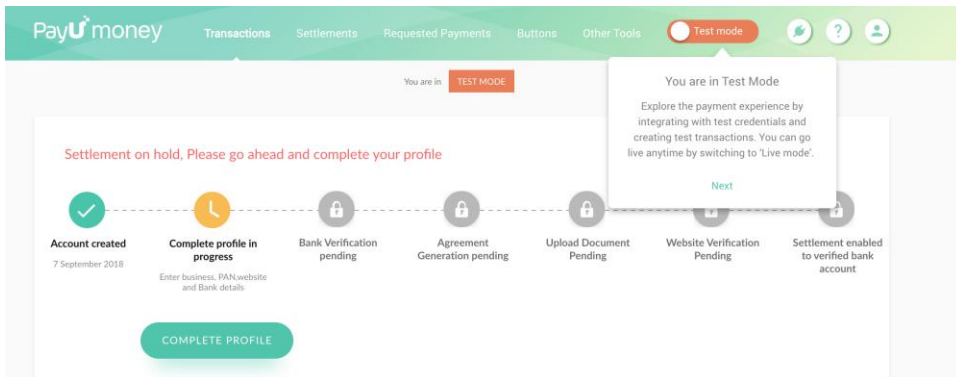 PayU money
Transactions
Settlements
Requested Payments
Buttons
Other Tools
Test mode
?
You are in TEST MODE
You are in Test Mode
Explore the payment experience by
integrating with test credentials and
creating test transactions. You can go
live anytime by switching to 'Live mode'.
Next
Settlement on hold, Please go ahead and complete your profile
Account created
7 September 2018
Complete profile in
progress
Enter business, PAN,website
and Bank details
Bank Verification
pending
Agreement
Generation pending
Upload Document
Pending
Website Verification
Pending
Settlement enabled
to verified bank
account
COMPLETE PROFILE